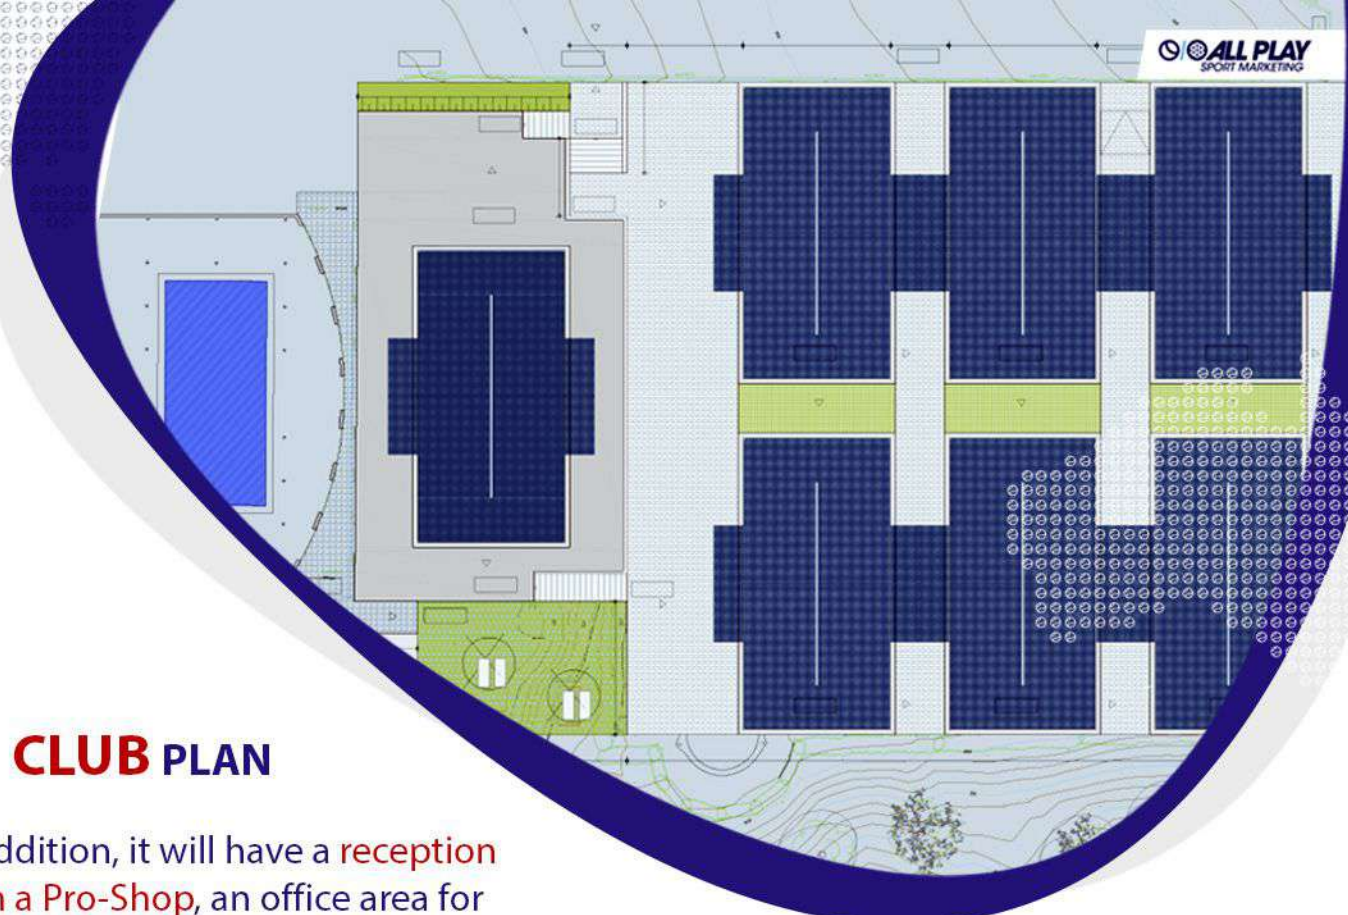 ALL PLAY
SPORT MARKETING
CLUB PLAN
ddition, it will have a reception
a Pro-Shop, an office area for